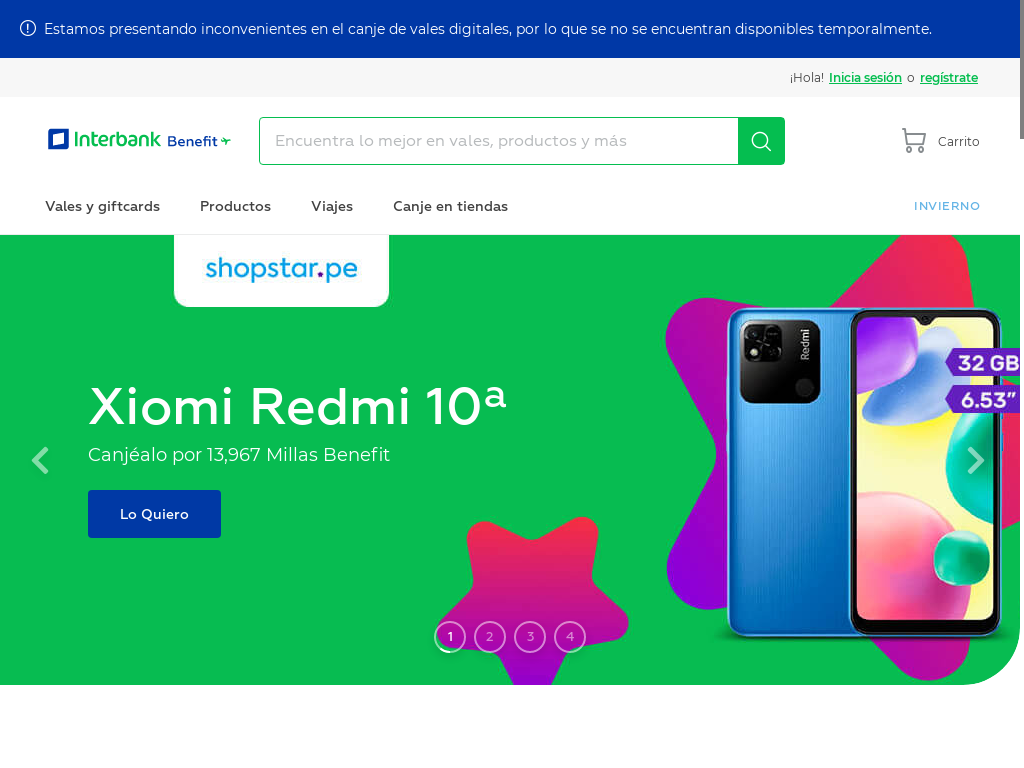 Estamos presentando inconvenientes en el canje de vales digitales, por lo que se no se encuentran disponibles temporalmente.
¡Hola! Inicia sesión o regístrate
Interbank Benefit
Encuentra lo mejor en vales, productos y más
Carrito
Vales y giftcards Productos Viajes Canje en tiendas INVIERNO
shopstar.pe
Redmi
32 GB
6.53”
Xiomi Redmi 10ª
Canjéalo por 13,967 Millas Benefit
Lo Quiero
1 2 3 4